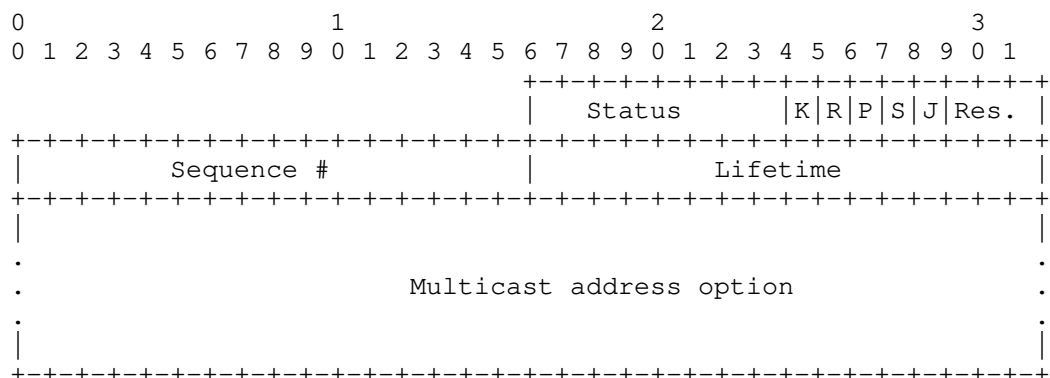 0                   1                   2                   3
0 1 2 3 4 5 6 7 8 9 0 1 2 3 4 5 6 7 8 9 0 1 2 3 4 5 6 7 8 9 0 1
                                +-+-+-+-+-+-+-+-+-+-+-+-+-+-+-+-+
                                |   Status      |K|R|P|S|J|Res. |
+-+-+-+-+-+-+-+-+-+-+-+-+-+-+-+-+-+-+-+-+-+-+-+-+-+-+-+-+-+-+-+-+
|         Sequence #            |           Lifetime            |
+-+-+-+-+-+-+-+-+-+-+-+-+-+-+-+-+-+-+-+-+-+-+-+-+-+-+-+-+-+-+-+-+
|                                                               |
.                                                               .
.                        Multicast address option               .
.                                                               .
|                                                               |
+-+-+-+-+-+-+-+-+-+-+-+-+-+-+-+-+-+-+-+-+-+-+-+-+-+-+-+-+-+-+-+-+